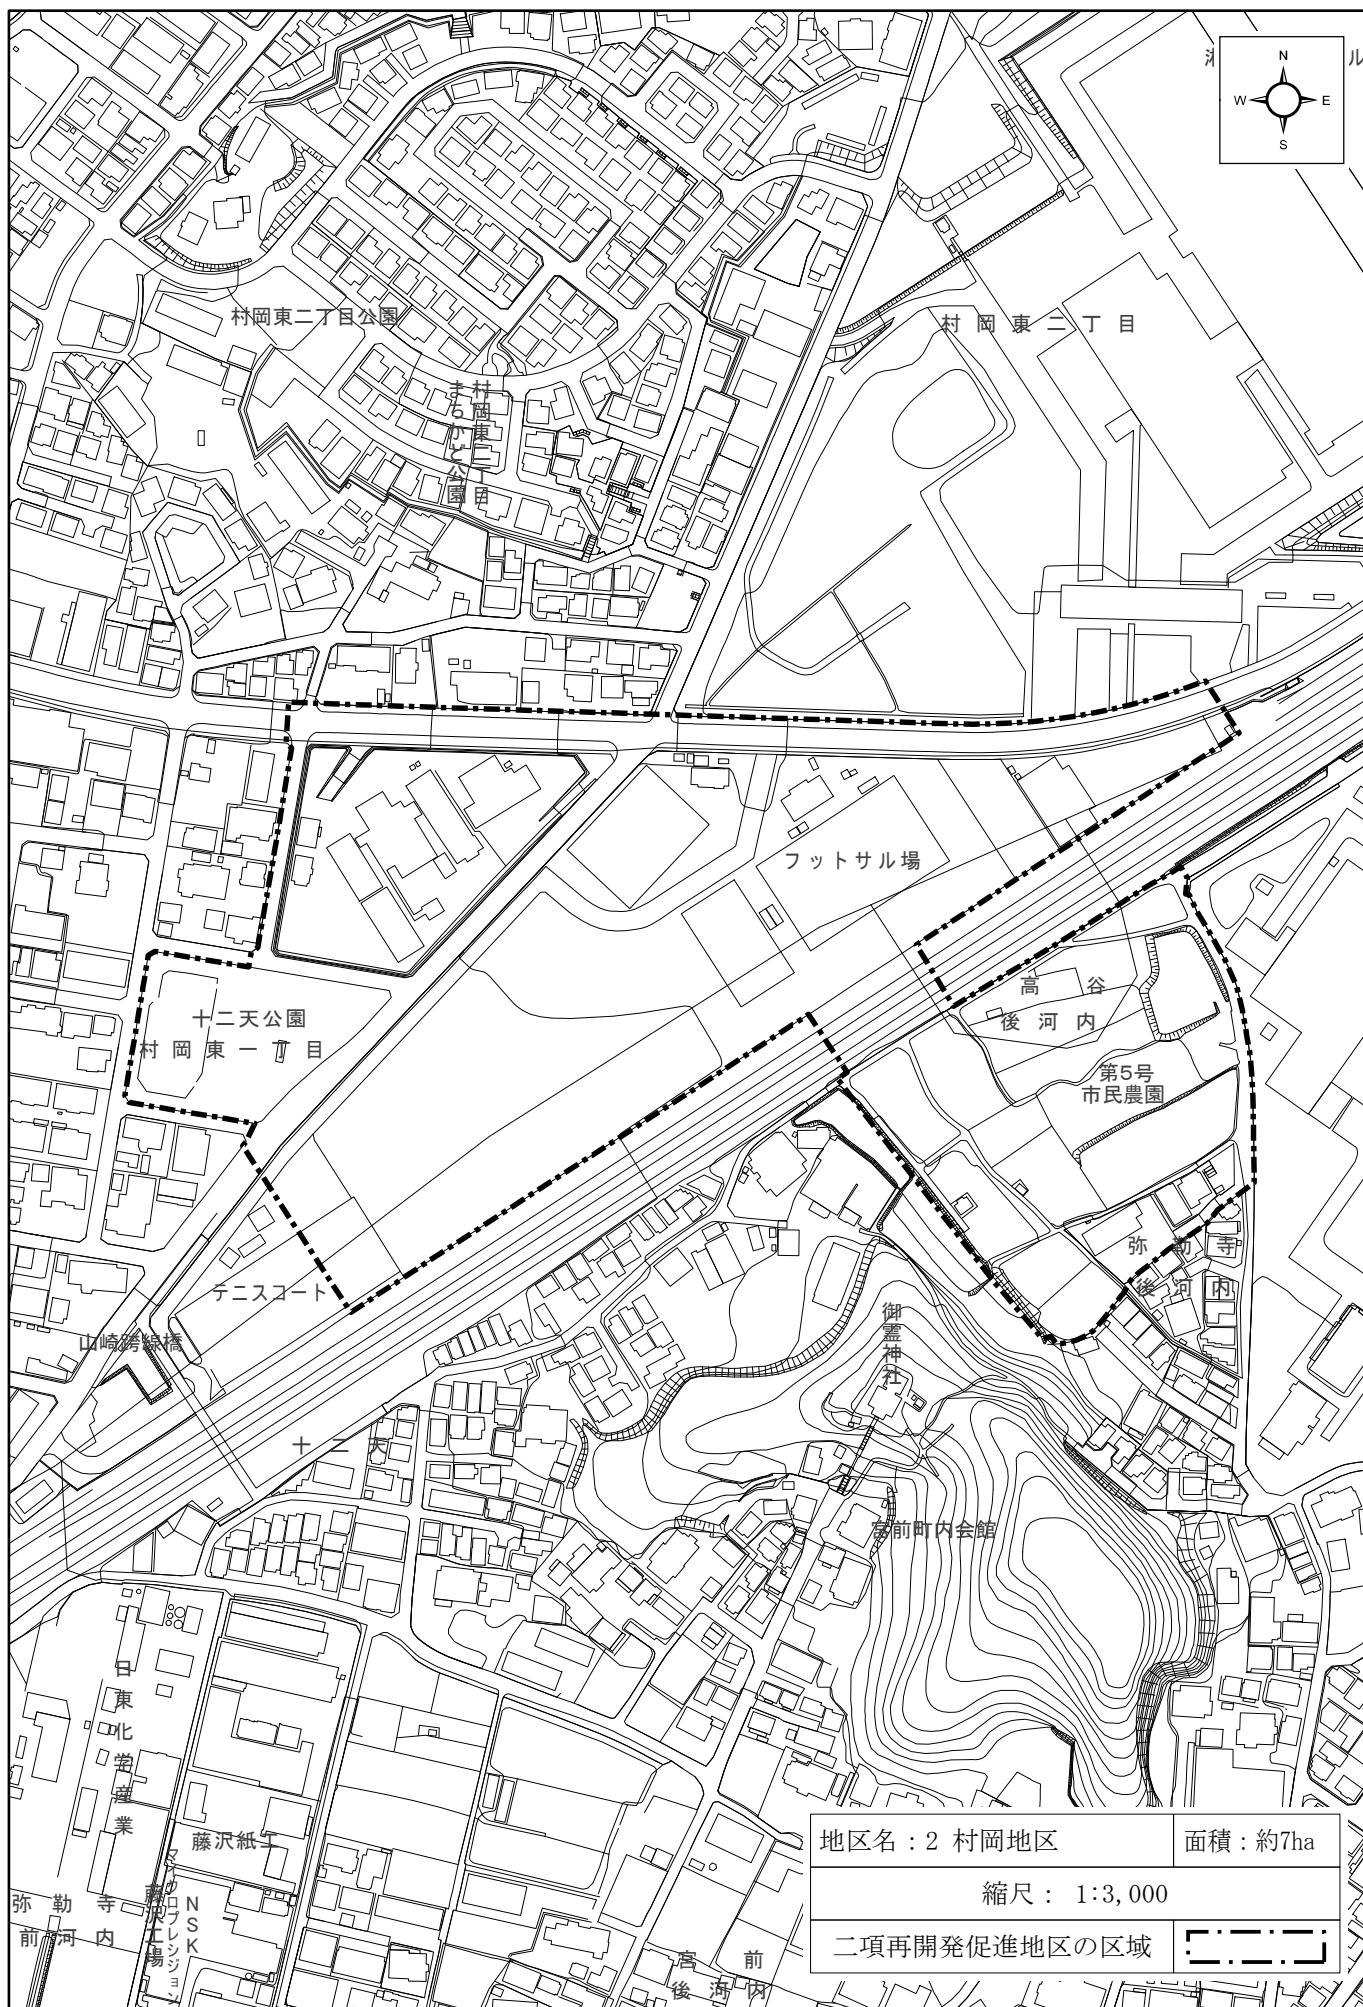 N
W E
S
村岡東二丁目公園
村岡東二丁目
村岡東二丁目
まちかど公園
フットサル場
高谷
後河内
十二天公園
村岡東一丁目
第5号
市民農園
弥勒寺
後河内
テニスコート
御霊神社
山崎跨線橋
十二天
宮前町内会館
日東化学産業
藤沢紙工
NSK
マイクロプレシジョン
藤沢工場
弥勒寺
前河内
宮前
後河内
地区名：2 村岡地区
面積：約7ha
縮尺： 1:3,000
二項再開発促進地区の区域